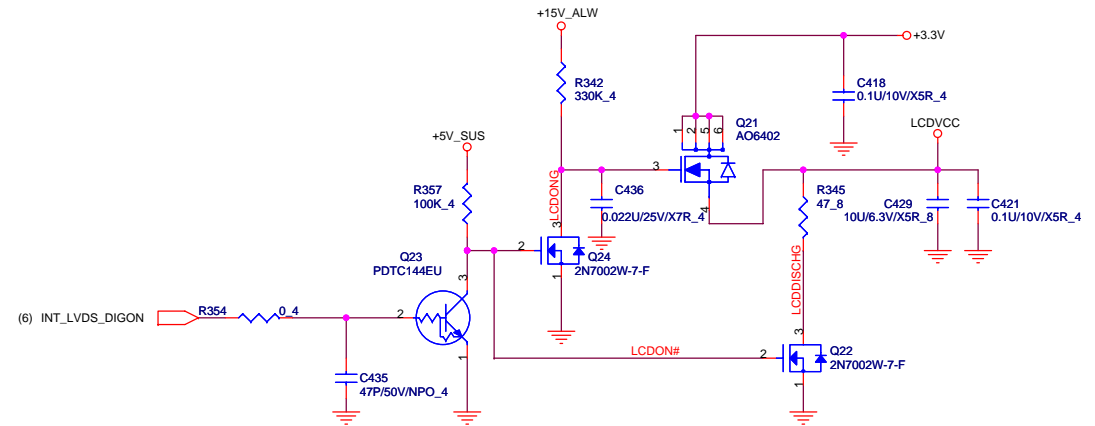 +15V_ALW
+3.3V
R342
330K_4
C418
0.1U/10V/X5R_4
Q21
AO6402
1
2
5
6
LCDVCC
+5V_SUS
3
4
R357
100K_4
LCDONG
C436
0.022U/25V/X7R_4
R345
47_8
C429
10U/6.3V/X5R_8
C421
0.1U/10V/X5R_4
3
2
1
Q24
2N7002W-7-F
Q23
PDTC144EU
3
2
1
LCDDISCHG
(6) INT_LVDS_DIGON
R354
0_4
LCDON#
3
2
1
Q22
2N7002W-7-F
C435
47P/50V/NPO_4